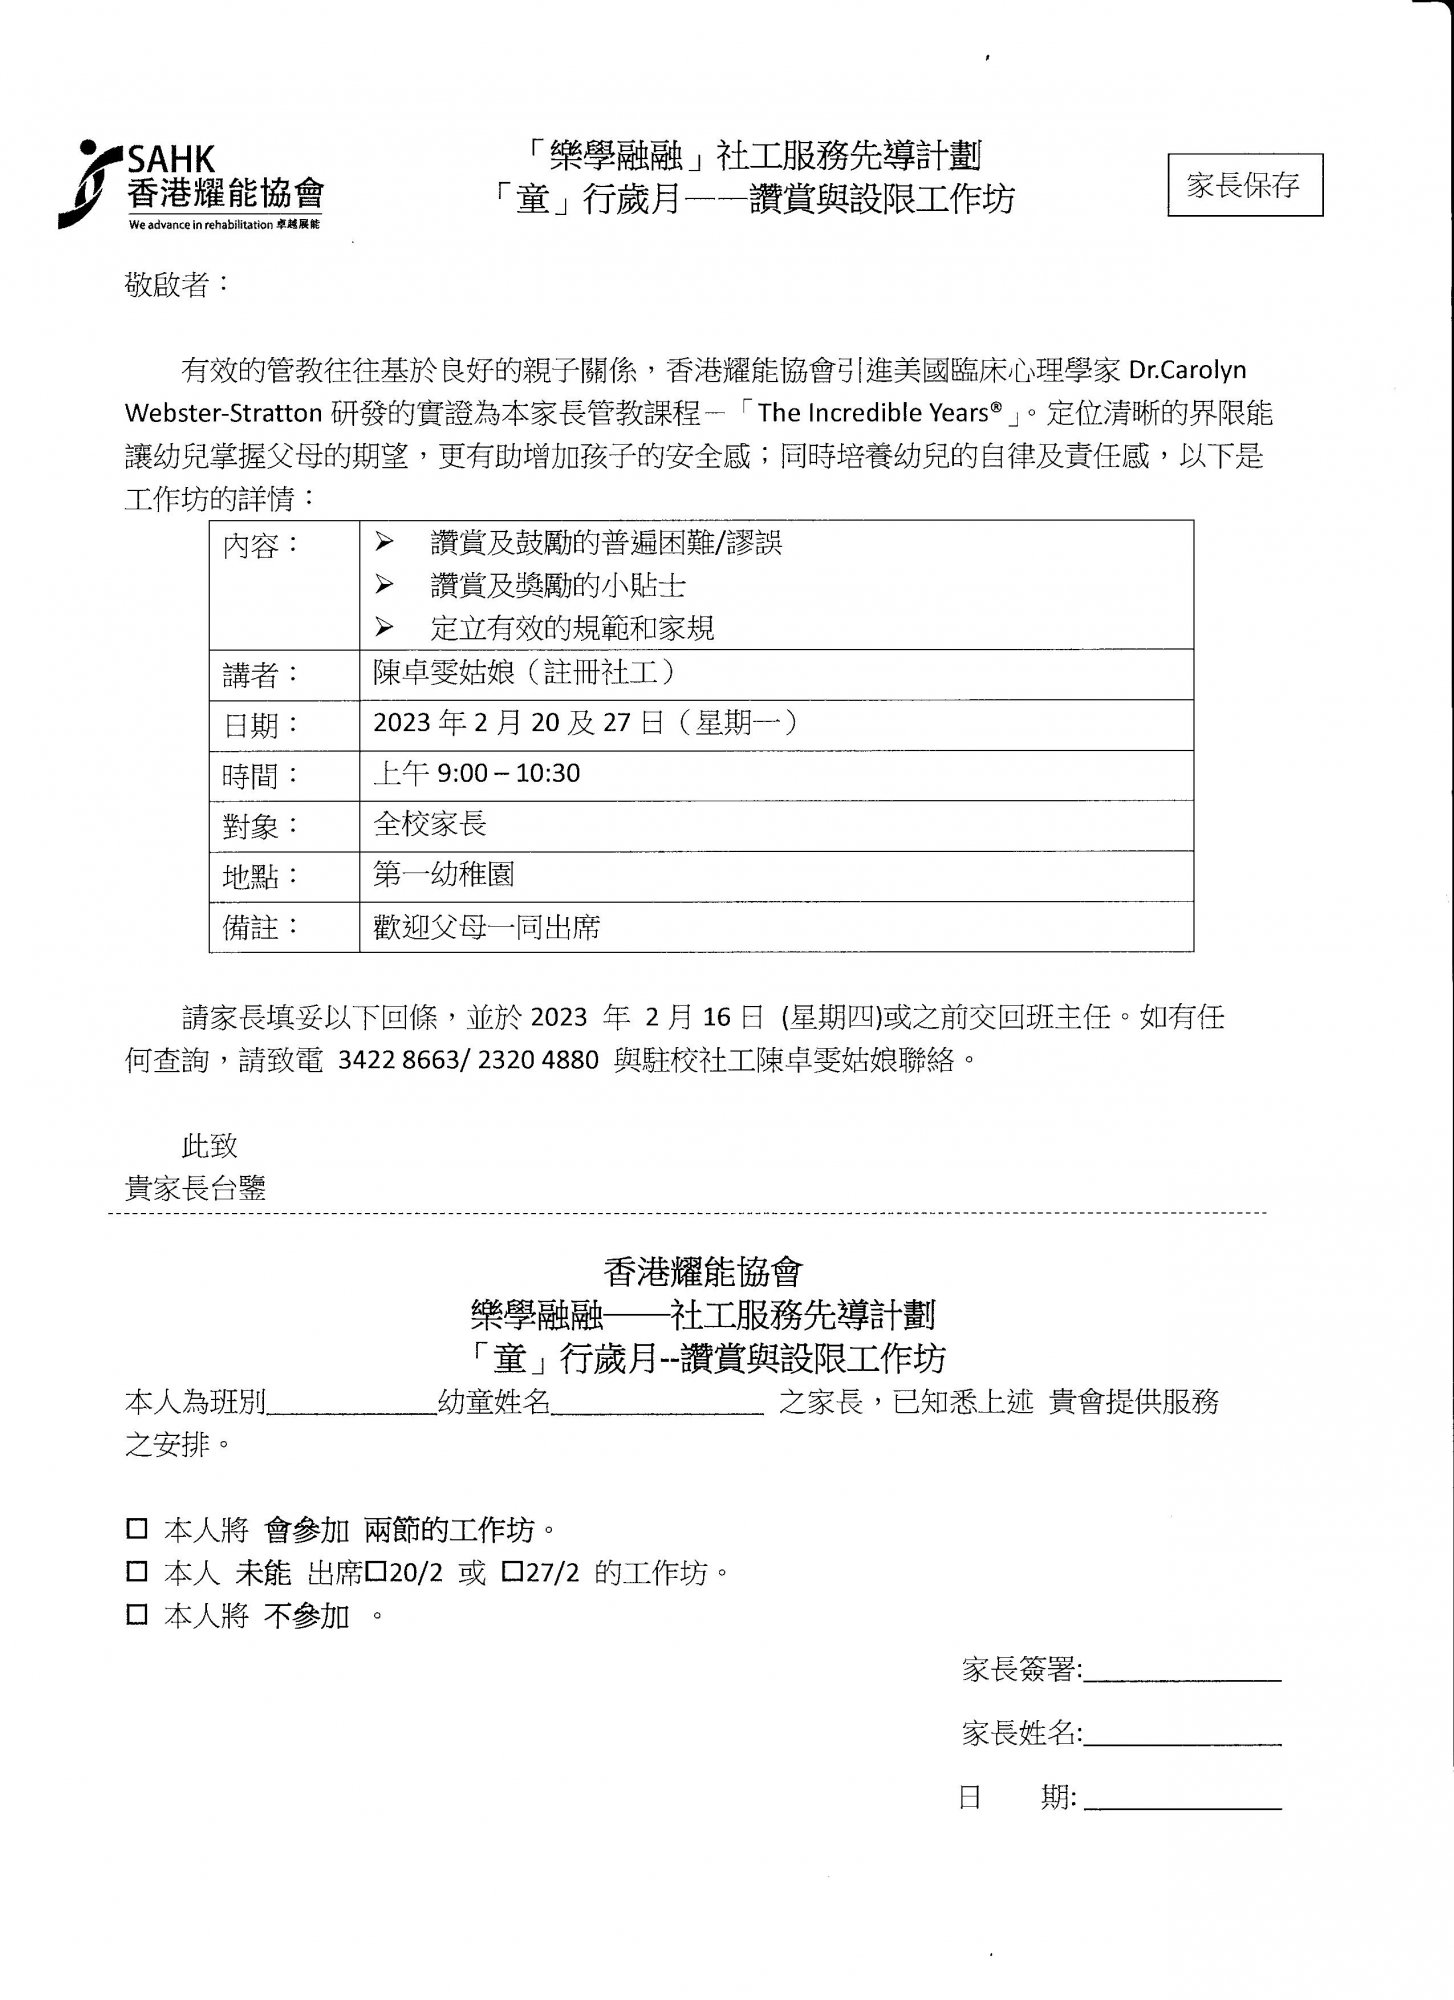 SAHK
香港耀能協會
We advance in rehabilitation 卓越展能
「樂學融融」社工服務先導計劃
「童」行歲月——讚賞與設限工作坊
家長保存
敬啟者：
有效的管教往往基於良好的親子關係，香港耀能協會引進美國臨床心理學家 Dr.Carolyn
Webster-Stratton 研發的實證為本家長管教課程－「The Incredible Years®」。定位清晰的界限能
讓幼兒掌握父母的期望，更有助增加孩子的安全感；同時培養幼兒的自律及責任感，以下是
工作坊的詳情：
內容：
➢ 讚賞及鼓勵的普遍困難/謬誤
➢ 讚賞及獎勵的小貼士
➢ 定立有效的規範和家規
講者： 陳卓雯姑娘（註冊社工）
日期： 2023 年 2 月 20 及 27 日（星期一）
時間： 上午 9:00 – 10:30
對象： 全校家長
地點： 第一幼稚園
備註： 歡迎父母一同出席
請家長填妥以下回條，並於 2023 年 2 月 16 日 (星期四)或之前交回班主任。如有任
何查詢，請致電 3422 8663/ 2320 4880 與駐校社工陳卓雯姑娘聯絡。
此致
貴家長台鑒
香港耀能協會
樂學融融——社工服務先導計劃
「童」行歲月--讚賞與設限工作坊
本人為班別____________幼童姓名_______________ 之家長，已知悉上述 貴會提供服務
之安排。
□ 本人將 會參加 兩節的工作坊。
□ 本人 未能 出席□20/2 或 □27/2 的工作坊。
□ 本人將 不參加 。
家長簽署:______________
家長姓名:______________
日 期: ______________